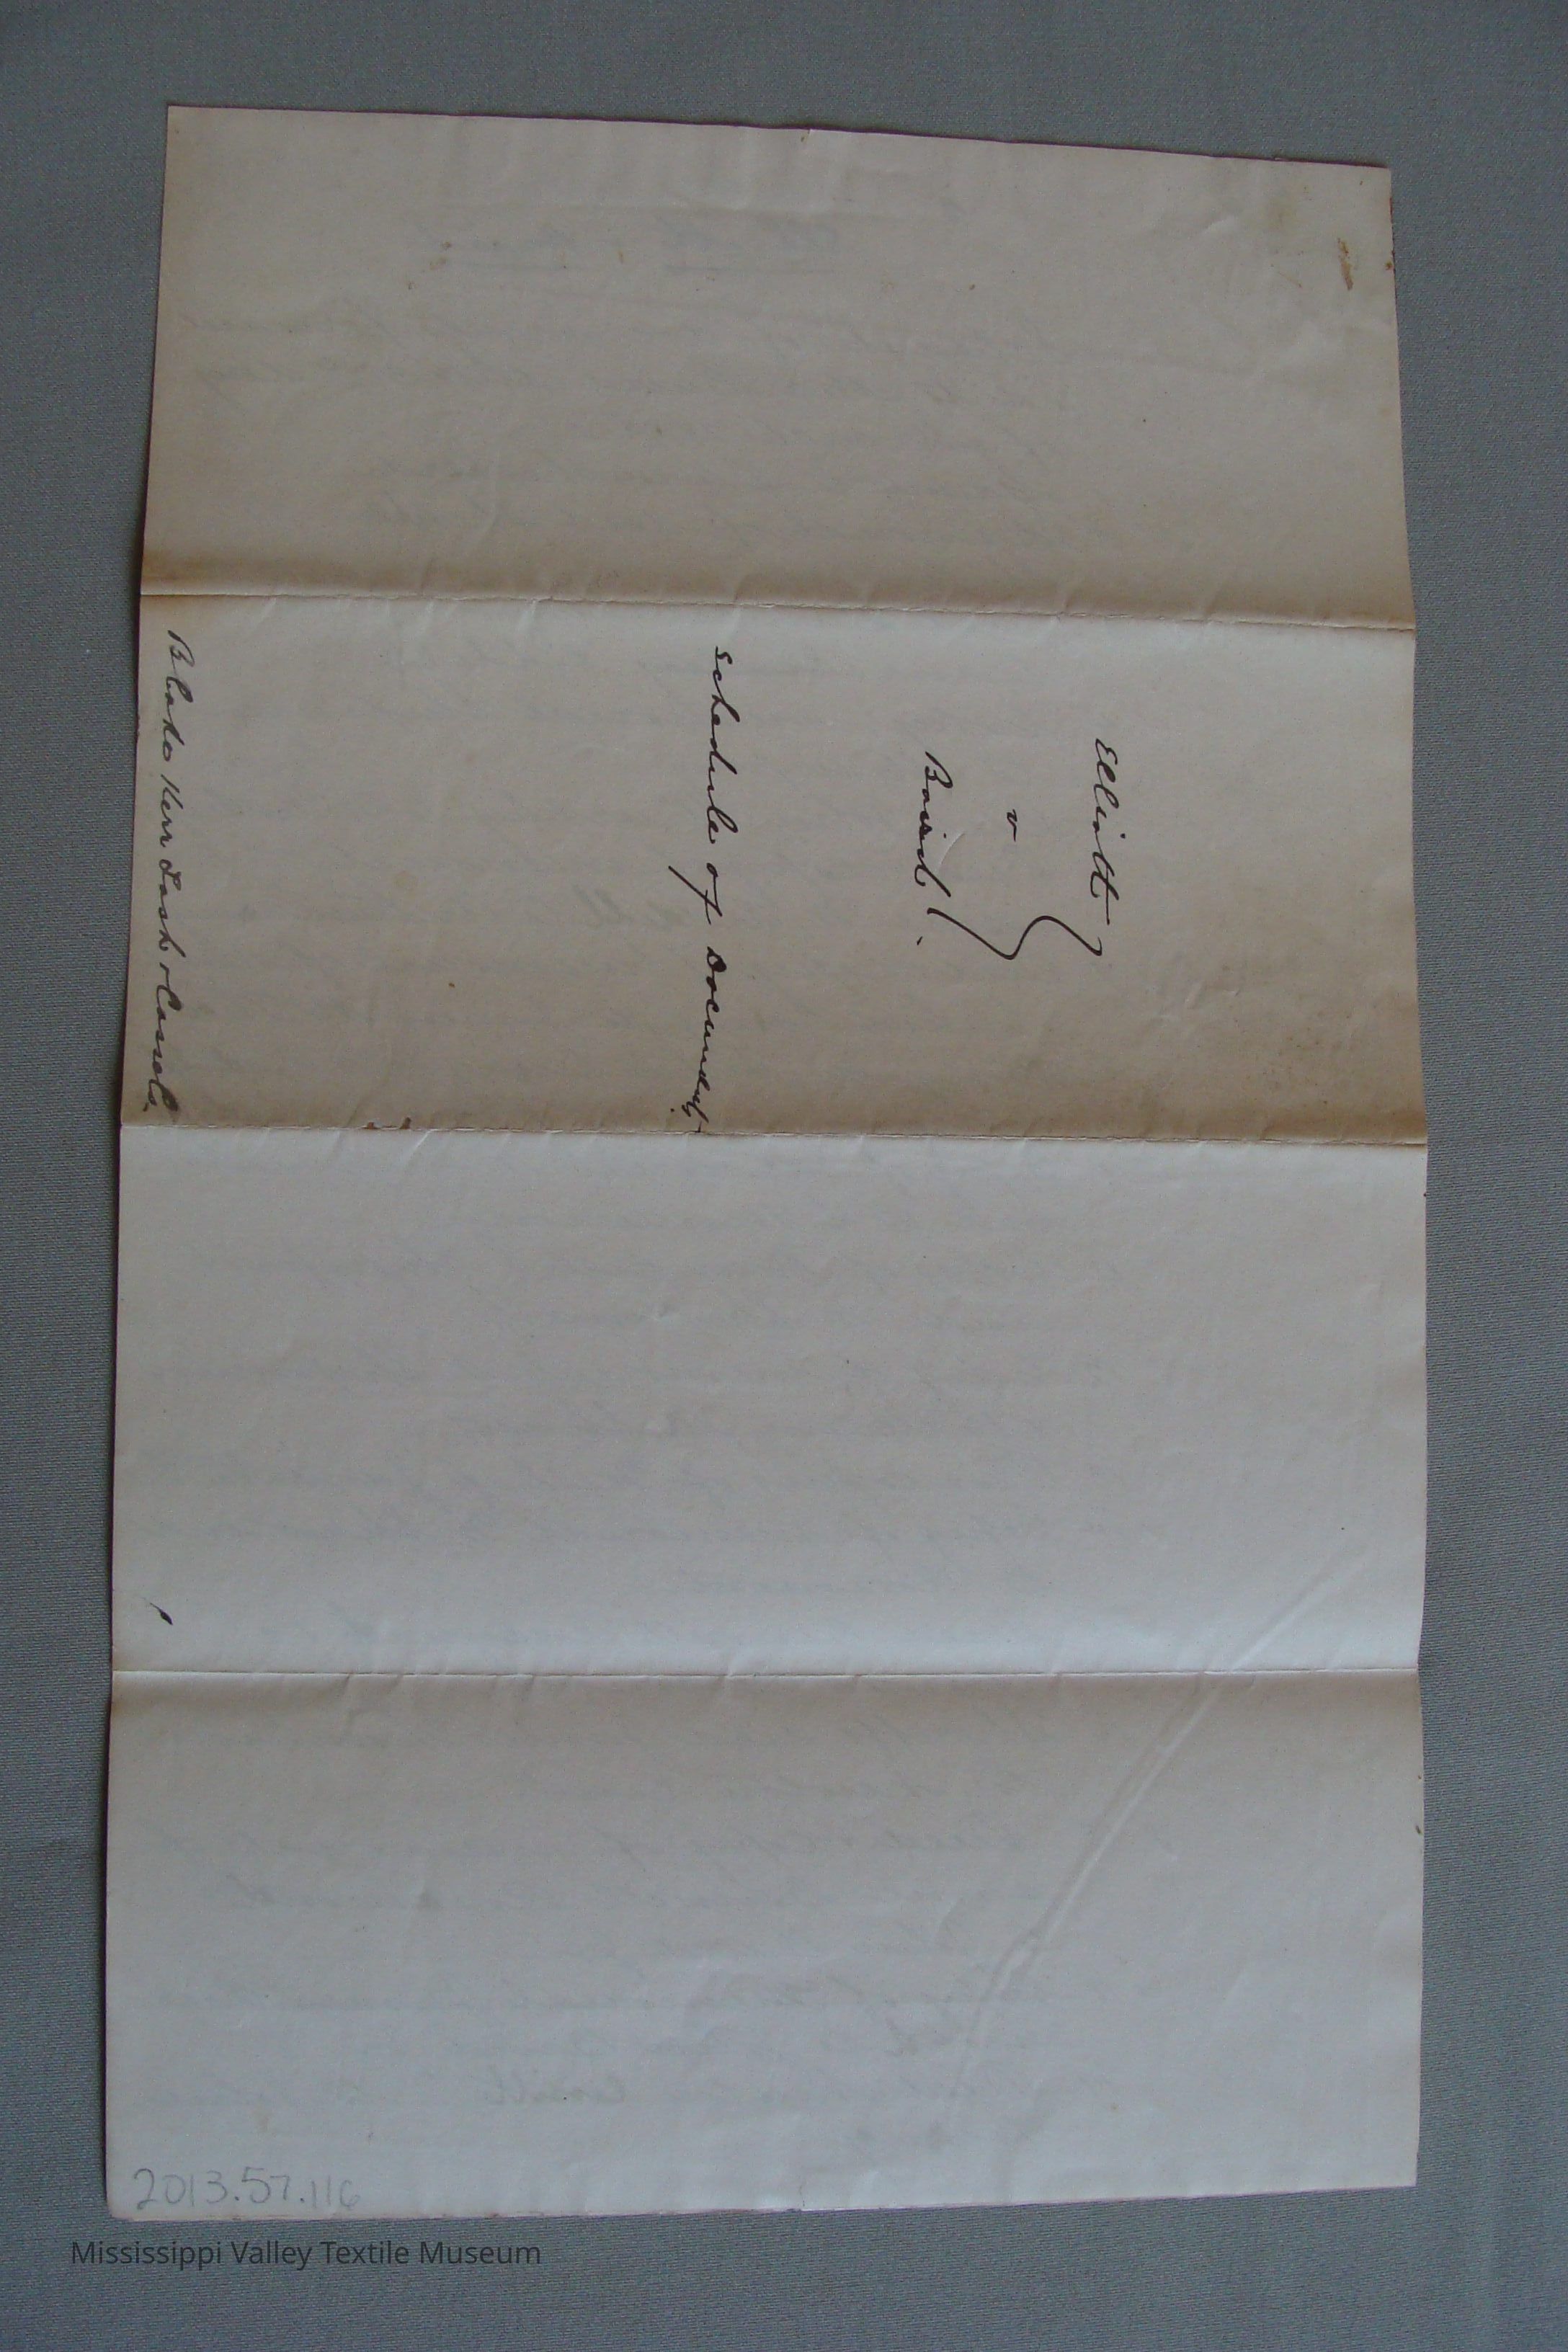 Elliott
v
Baird.
Schedule of Documents.
Blake Kerr Lash & Cassels.
2013.57.116
Mississippi Valley Textile Museum